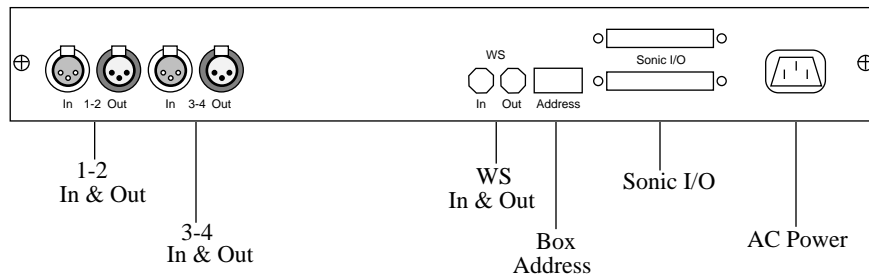 WS
Sonic I/O
In 1-2 Out In 3-4 Out
In Out Address
1-2
In & Out
3-4
In & Out
WS
In & Out
Box
Address
Sonic I/O
AC Power